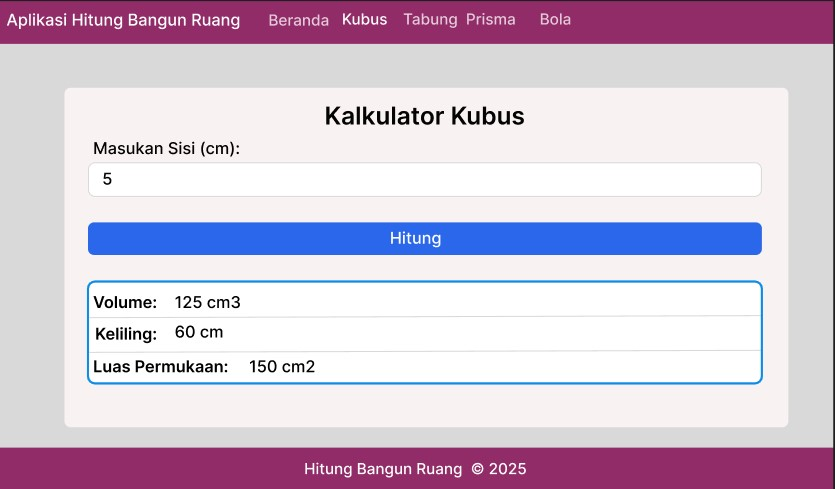 Aplikasi Hitung Bangun Ruang Beranda Kubus Tabung Prisma Bola
Kalkulator Kubus
Masukan Sisi (cm):
5
Hitung
Volume: 125 cm3
Keliling: 60 cm
Luas Permukaan: 150 cm2
Hitung Bangun Ruang © 2025